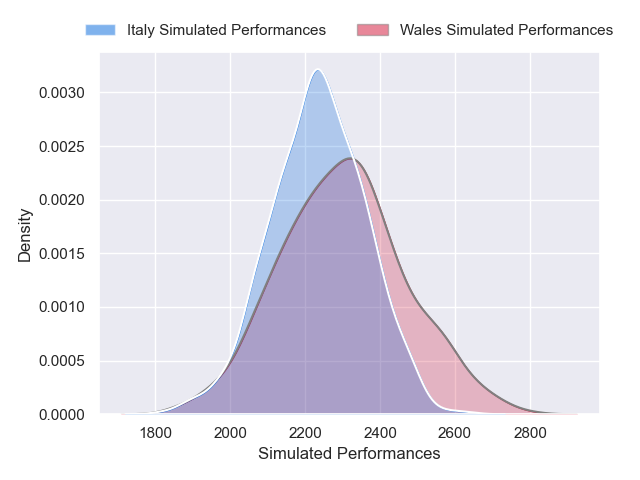 Italy Simulated Performances Wales Simulated Performances
0.0030
0.0025
0.0020
0.0015
0.0010
0.0005
0.0000
Density
1800 2000 2200 2400 2600 2800
Simulated Performances